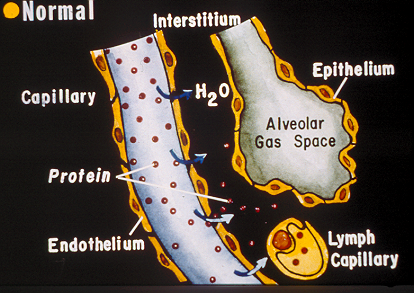 Normal
Interstitium
Epithelium
Capillary
H2O
Alveolar
Gas Space
Protein
Endothelium
Lymph
Capillary